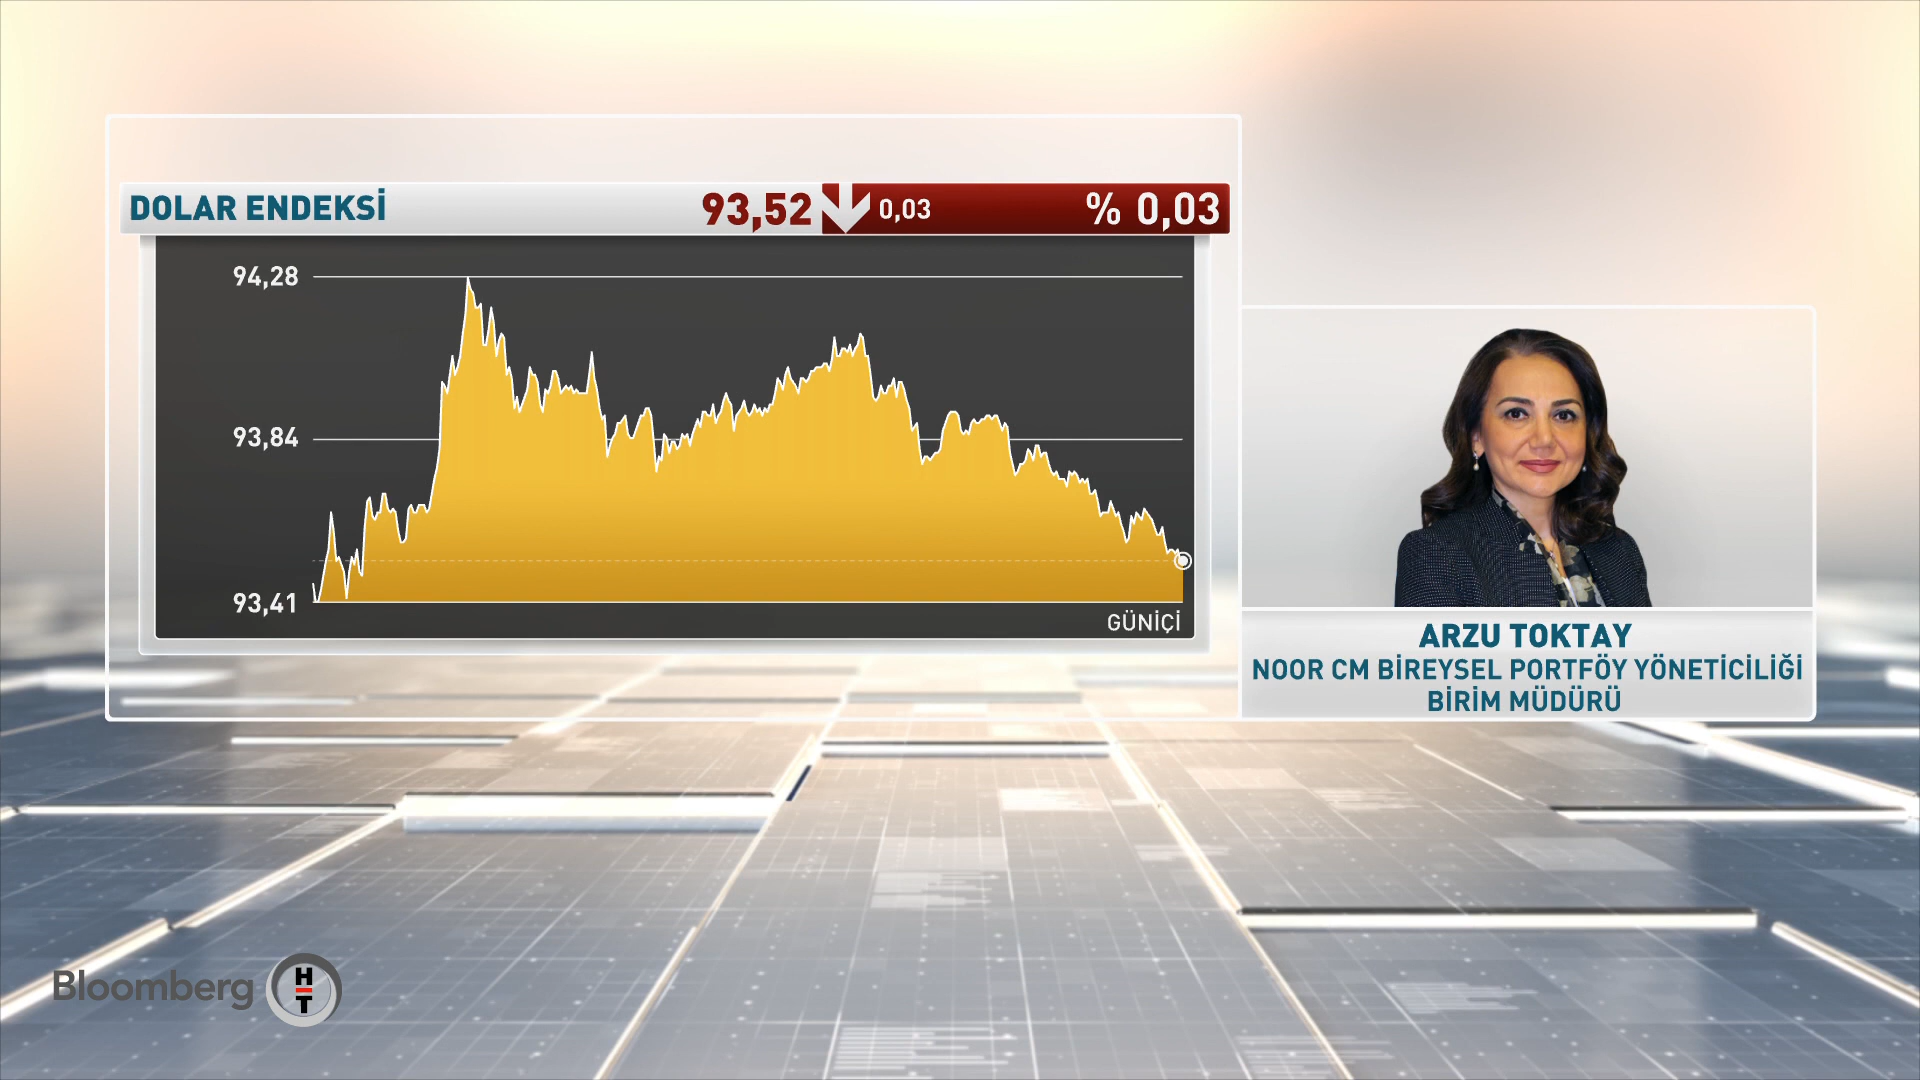 DOLAR ENDEKSİ 93,52 0,03 % 0,03
94,28
93,84
93,41
GÜNİÇİ
ARZU TOKTAY
NOOR CM BİREYSEL PORTFÖY YÖNETİCİLİĞİ
BİRİM MÜDÜRÜ
Bloomberg HT